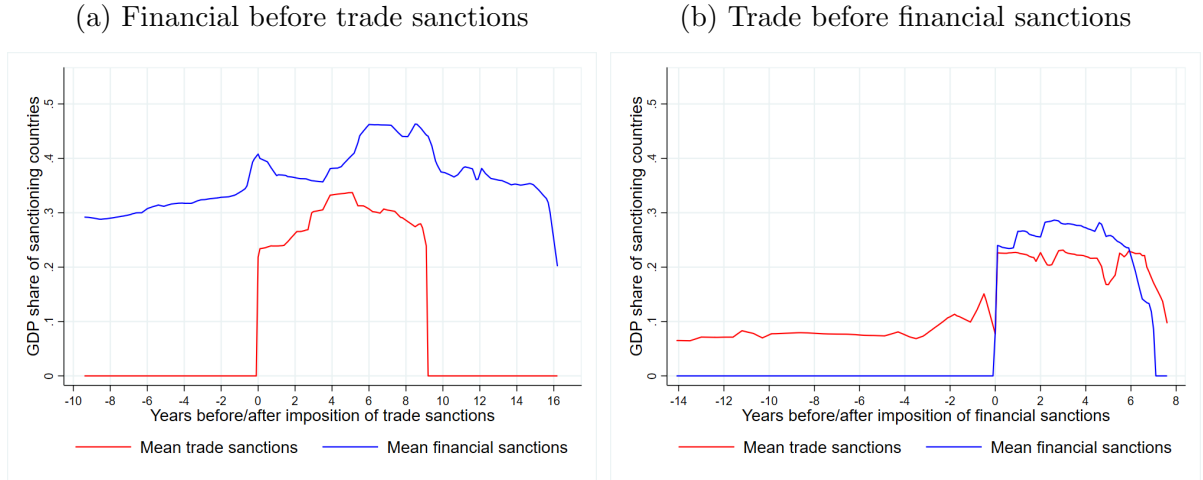 (a) Financial before trade sanctions
GDP share of sanctioning countries
.5
.4
.3
.2
.1
0
-10 -8 -6 -4 -2 0 2 4 6 8 10 12 14 16
Years before/after imposition of trade sanctions
Mean trade sanctions Mean financial sanctions
(b) Trade before financial sanctions
GDP share of sanctioning countries
.5
.4
.3
.2
.1
0
-14 -12 -10 -8 -6 -4 -2 0 2 4 6 8
Years before/after imposition of financial sanctions
Mean trade sanctions Mean financial sanctions